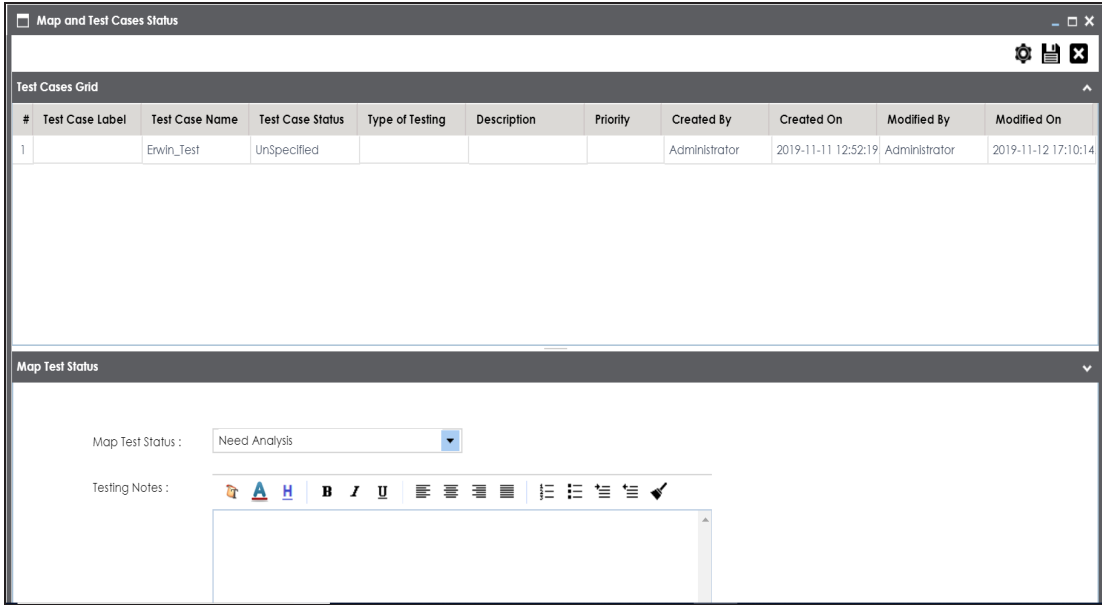 Map and Test Cases Status
Test Cases Grid
# Test Case Label Test Case Name Test Case Status Type of Testing Description Priority Created By Created On Modified By Modified On
1 Erwin_Test UnSpecified Administrator 2019-11-11 12:52:19 Administrator 2019-11-12 17:10:14
Map Test Status
Map Test Status : Need Analysis
Testing Notes :
A H B I U